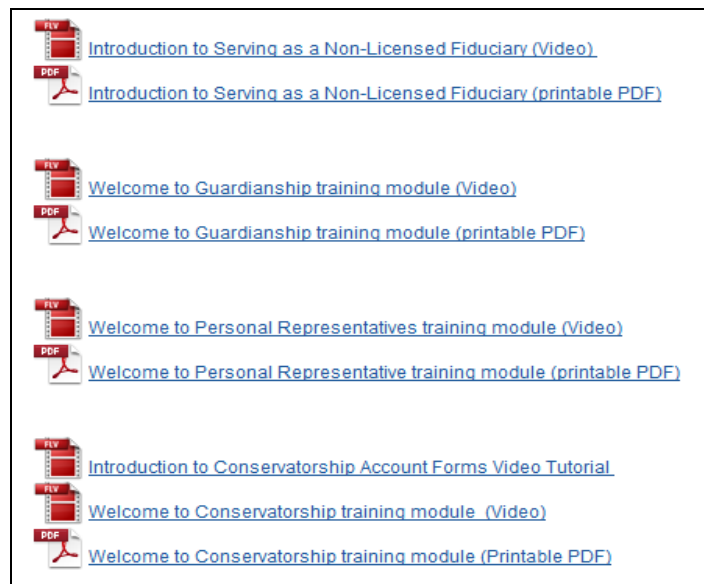 FLV
Introduction to Serving as a Non-Licensed Fiduciary (Video)
PDF
Introduction to Serving as a Non-Licensed Fiduciary (printable PDF)
FLV
Welcome to Guardianship training module (Video)
PDF
Welcome to Guardianship training module (printable PDF)
FLV
Welcome to Personal Representatives training module (Video)
PDF
Welcome to Personal Representative training module (printable PDF)
FLV
Introduction to Conservatorship Account Forms Video Tutorial
FLV
Welcome to Conservatorship training module (Video)
PDF
Welcome to Conservatorship training module (Printable PDF)